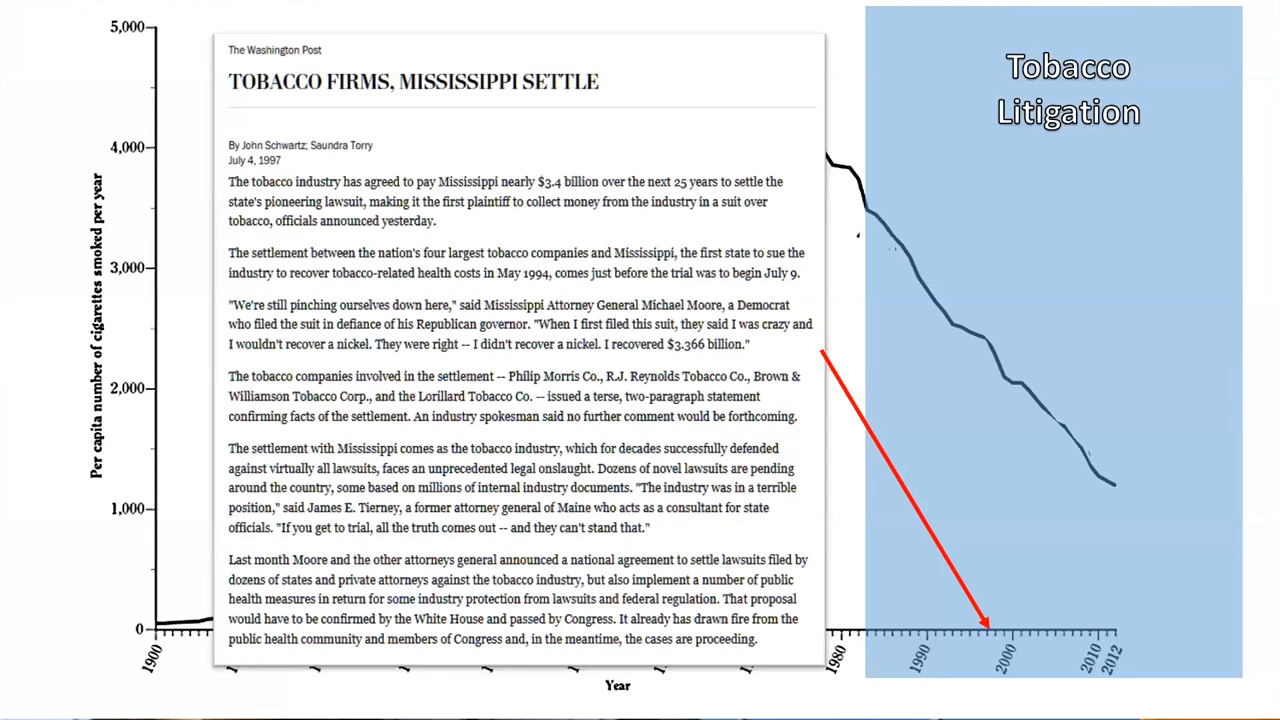 5,000
4,000
3,000
2,000
1,000
0
Per capita number of cigarettes smoked per year
The Washington Post
TOBACCO FIRMS, MISSISSIPPI SETTLE
By John Schwartz; Saundra Torry
July 4, 1997
The tobacco industry has agreed to pay Mississippi nearly $3.4 billion over the next 25 years to settle the
state's pioneering lawsuit, making it the first plaintiff to collect money from the industry in a suit over
tobacco, officials announced yesterday.
The settlement between the nation's four largest tobacco companies and Mississippi, the first state to sue the
industry to recover tobacco-related health costs in May 1994, comes just before the trial was to begin July 9.
"We're still pinching ourselves down here," said Mississippi Attorney General Michael Moore, a Democrat
who filed the suit in defiance of his Republican governor. "When I first filed this suit, they said I was crazy and
I wouldn't recover a nickel. They were right -- I didn't recover a nickel. I recovered $3.366 billion."
The tobacco companies involved in the settlement -- Philip Morris Co., R.J. Reynolds Tobacco Co., Brown &
Williamson Tobacco Corp., and the Lorillard Tobacco Co. -- issued a terse, two-paragraph statement
confirming facts of the settlement. An industry spokesman said no further comment would be forthcoming.
The settlement with Mississippi comes as the tobacco industry, which for decades successfully defended
against virtually all lawsuits, faces an unprecedented legal onslaught. Dozens of novel lawsuits are pending
around the country, some based on millions of internal industry documents. "The industry was in a terrible
position," said James E. Tierney, a former attorney general of Maine who acts as a consultant for state
officials. "If you get to trial, all the truth comes out -- and they can't stand that."
Last month Moore and the other attorneys general announced a national agreement to settle lawsuits filed by
dozens of states and private attorneys against the tobacco industry, but also implement a number of public
health measures in return for some industry protection from lawsuits and federal regulation. That proposal
would have to be confirmed by the White House and passed by Congress. It already has drawn fire from the
public health community and members of Congress and, in the meantime, the cases are proceeding.
Tobacco
Litigation
1900
1980
1990
2000
2010
2012
Year